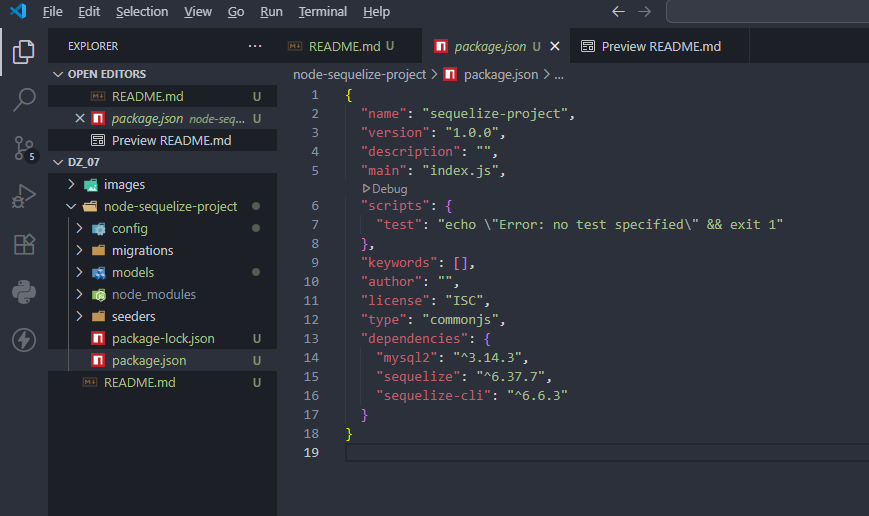 File Edit Selection View Go Run Terminal Help
EXPLORER
OPEN EDITORS
README.md U
package.json node-seq... U
Preview README.md
DZ_07
images
node-sequelize-project
config
migrations
models
node_modules
seeders
package-lock.json U
package.json U
README.md U
5
README.md U
package.json U
Preview README.md
node-sequelize-project > package.json > ...
1 {
2 "name": "sequelize-project",
3 "version": "1.0.0",
4 "description": "",
5 "main": "index.js",
Debug
6 "scripts": {
7 "test": "echo \"Error: no test specified\" && exit 1"
8 },
9 "keywords": [],
10 "author": "",
11 "license": "ISC",
12 "type": "commonjs",
13 "dependencies": {
14 "mysql2": "^3.14.3",
15 "sequelize": "^6.37.7",
16 "sequelize-cli": "^6.6.3"
17 }
18 }
19